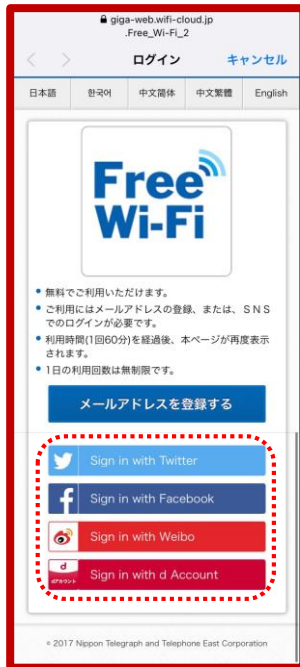 giga-web.wifi-cloud.jp
.Free_Wi-Fi_2
ログイン
キャンセル
日本語 한국어 中文简体 中文繁體 English
Free
Wi-Fi
• 無料でご利用いただけます。
• ご利用にはメールアドレスの登録、または、ＳＮＳ
でのログインが必要です。
• 利用時間(1回60分)を経過後、本ページが再度表示
されます。
• 1日の利用回数は無制限です。
メールアドレスを登録する
Sign in with Twitter
f Sign in with Facebook
Sign in with Weibo
d
dアカウント
Sign in with d Account
© 2017 Nippon Telegraph and Telephone East Corporation